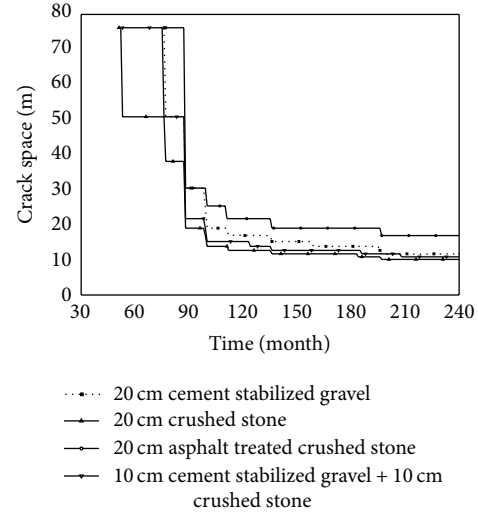 80
70
60
50
40
30
20
10
0
Crack space (m)
30 60 90 120 150 180 210 240
Time (month)
20 cm cement stabilized gravel
20 cm crushed stone
20 cm asphalt treated crushed stone
10 cm cement stabilized gravel + 10 cm
crushed stone